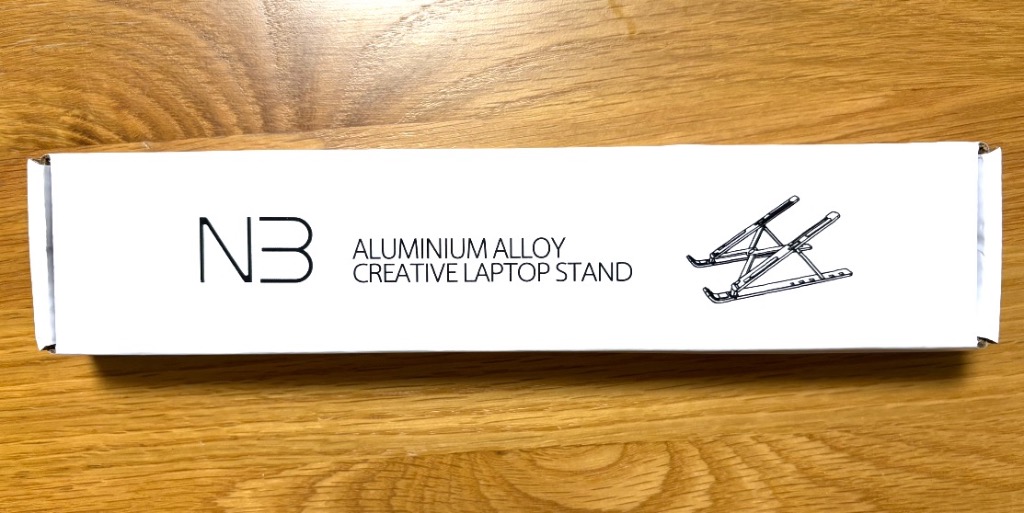 NB
ALUMINIUM ALLOY
CREATIVE LAPTOP STAND